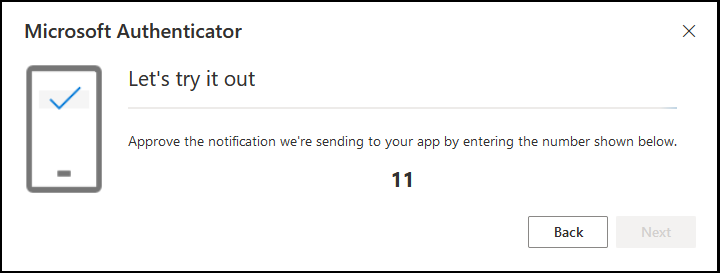 Microsoft Authenticator
Let's try it out
Approve the notification we're sending to your app by entering the number shown below.
11
Back
Next